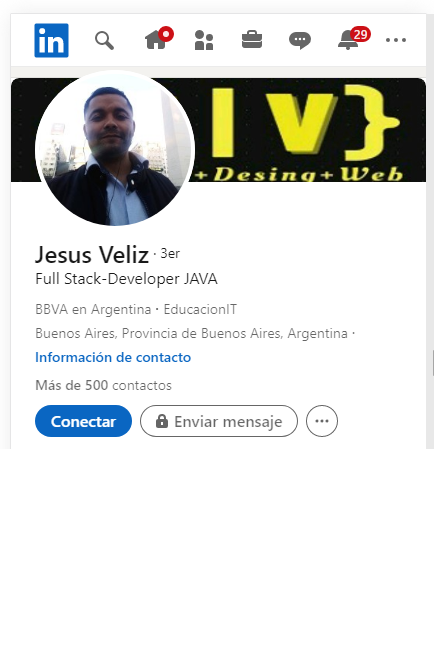 in
29
| V}
+Desing+Web
Jesus Veliz · 3er
Full Stack-Developer JAVA
BBVA en Argentina · EducacionIT
Buenos Aires, Provincia de Buenos Aires, Argentina ·
Información de contacto
Más de 500 contactos
Conectar Enviar mensaje